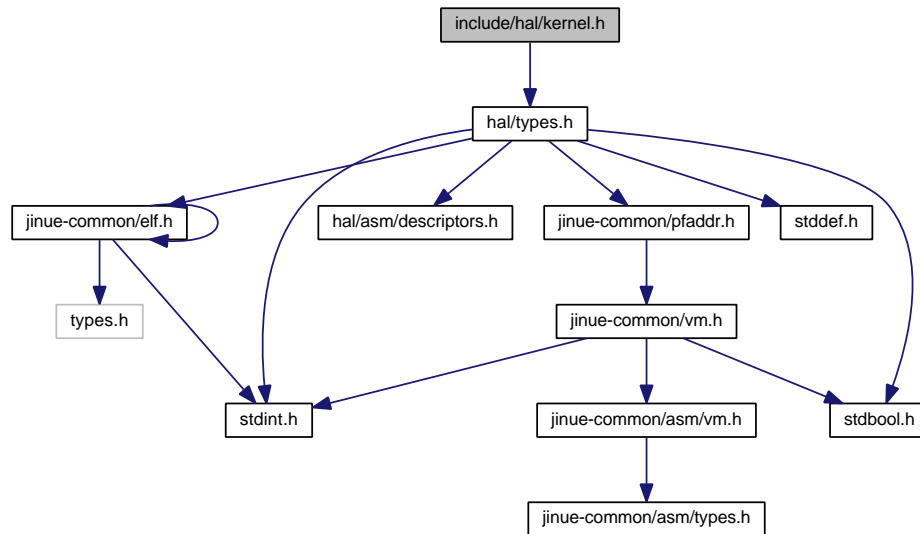 include/hal/kernel.h
hal/types.h
jinue-common/elf.h
hal/asm/descriptors.h
jinue-common/pfaddr.h
stddef.h
types.h
jinue-common/vm.h
stdint.h
jinue-common/asm/vm.h
stdbool.h
jinue-common/asm/types.h